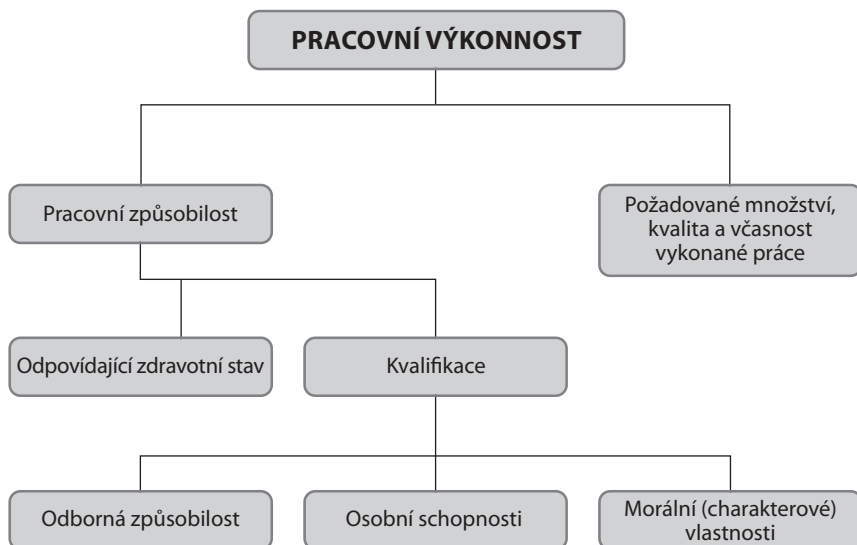 PRACOVNÍ VÝKONNOST
Pracovní způsobilost
Požadované množství,
kvalita a včasnost
vykonané práce
Odpovídající zdravotní stav
Kvalifikace
Odborná způsobilost
Osobní schopnosti
Morální (charakterové)
vlastnosti